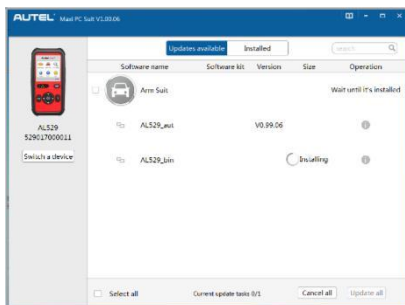 AUTEL Maxi PC Suit V1.00.06
Updates available
Installed
search
Software name
Software kit
Version
Size
Operation
Wait until it's installed
AL529_aut
V0.99.06
AL529_bin
Installing
AL529
529017000011
Switch a device
Select all
Current update tasks 0/1
Cancel all
Update all